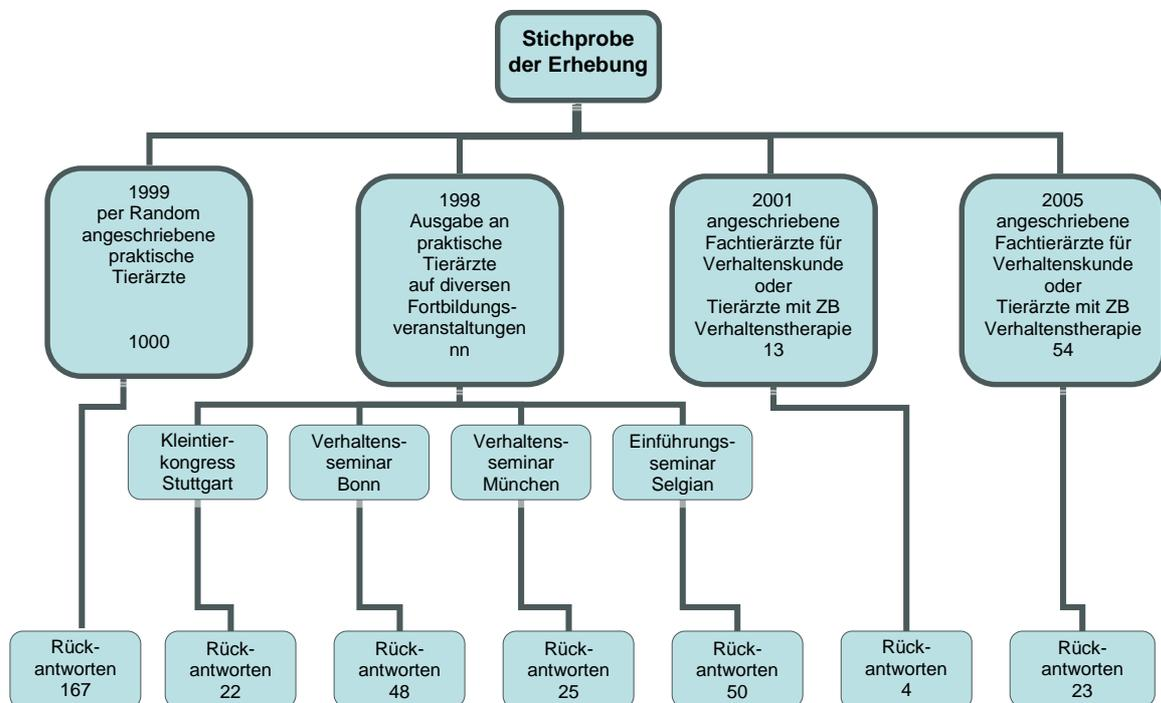 Stichprobe
der Erhebung
1999
per Random
angeschriebene
praktische
Tierärzte
1000
1998
Ausgabe an
praktische
Tierärzte
auf diversen
Fortbildungs-
veranstaltungen
nn
2001
angeschriebene
Fachtierärzte für
Verhaltenskunde
oder
Tierärzte mit ZB
Verhaltenstherapie
13
2005
angeschriebene
Fachtierärzte für
Verhaltenskunde
oder
Tierärzte mit ZB
Verhaltenstherapie
54
Kleintier-
kongress
Stuttgart
Verhaltens-
seminar
Bonn
Verhaltens-
seminar
München
Einführungs-
seminar
Selgian
Rück-
antworten
167
Rück-
antworten
22
Rück-
antworten
48
Rück-
antworten
25
Rück-
antworten
50
Rück-
antworten
4
Rück-
antworten
23